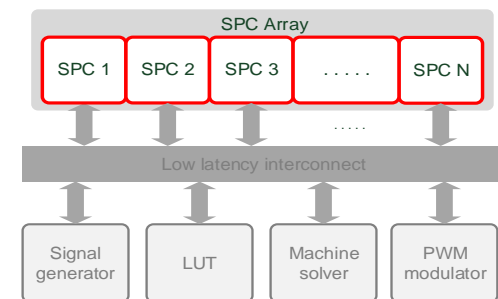 SPC Array
SPC 1 SPC 2 SPC 3 . . . . . SPC N
. . . . .
Low latency interconnect
Signal generator
LUT
Machine solver
PWM modulator